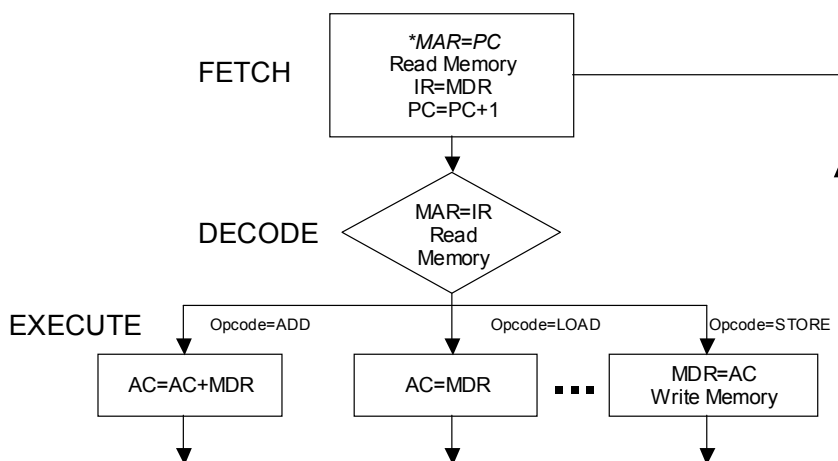 FETCH
*MAR=PC
Read Memory
IR=MDR
PC=PC+1
DECODE
MAR=IR
Read
Memory
EXECUTE
Opcode=ADD
Opcode=LOAD
Opcode=STORE
AC=AC+MDR
AC=MDR
MDR=AC
Write Memory